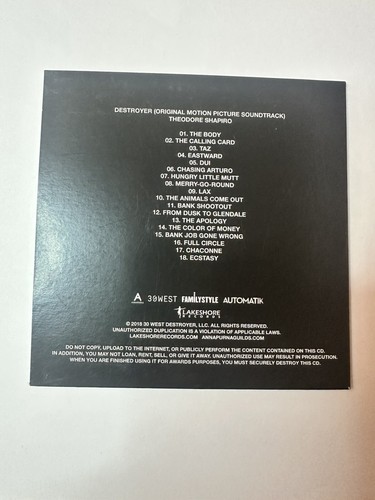 DESTROYER (ORIGINAL MOTION PICTURE SOUNDTRACK)
THEODORE SHAPIRO
01. THE BODY
02. THE CALLING CARD
03. TAZ
04. EASTWARD
05. DUI
06. CHASING ARTURO
07. HUNGRY LITTLE MUTT
08. MERRY-GO-ROUND
09. LAX
10. THE ANIMALS COME OUT
11. BANK SHOOTOUT
12. FROM DUSK TO GLENDALE
13. THE APOLOGY
14. THE COLOR OF MONEY
15. BANK JOB GONE WRONG
16. FULL CIRCLE
17. CHACONNE
18. ECSTASY
A 30WEST FAMILYSTYLE AUTOMATIK
LAKESHORE
RECORDS
© 2018 30 WEST DESTROYER, LLC. ALL RIGHTS RESERVED.
UNAUTHORIZED DUPLICATION IS A VIOLATION OF APPLICABLE LAWS.
LAKESHORERECORDS.COM ANNAPURNAGUILDS.COM
DO NOT COPY, UPLOAD TO THE INTERNET, OR PUBLICLY PERFORM THE CONTENT CONTAINED ON THIS CD.
IN ADDITION, YOU MAY NOT LOAN, RENT, SELL, OR GIVE IT AWAY. UNAUTHORIZED USE MAY RESULT IN PROSECUTION.
WHEN YOU ARE FINISHED USING IT FOR AWARDS PURPOSES, YOU MUST SECURELY DESTROY THIS CD.